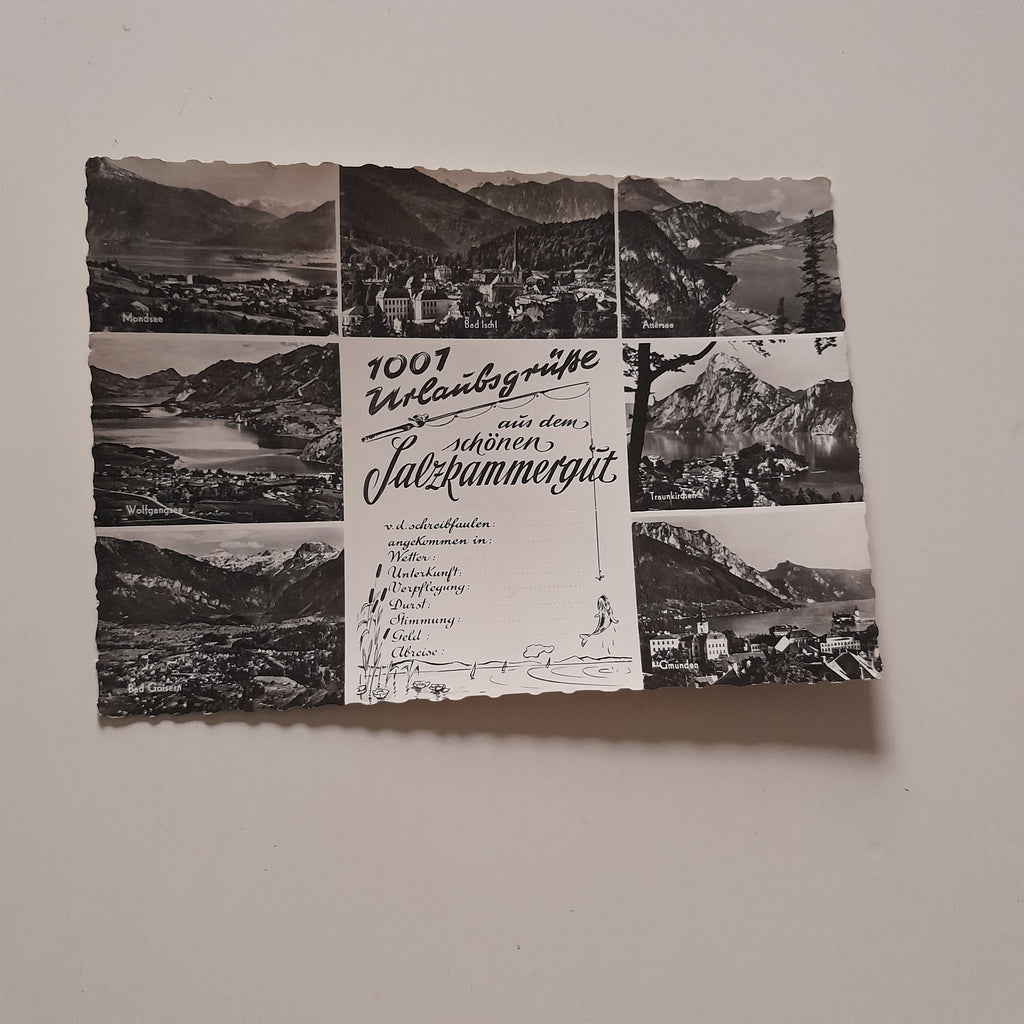 Mondsee
Bad Ischl
Attersee
1001
Urlaubsgrüße
aus dem
schönen
Salzkammergut
Wolfgangsee
Traunkirchen
v. d. schreibfaulen:
angekommen in:
Wetter:
Unterkunft:
Verpflegung:
Durst:
Stimmung:
Geld:
Abreise:
Bad Goisern
Gmunden